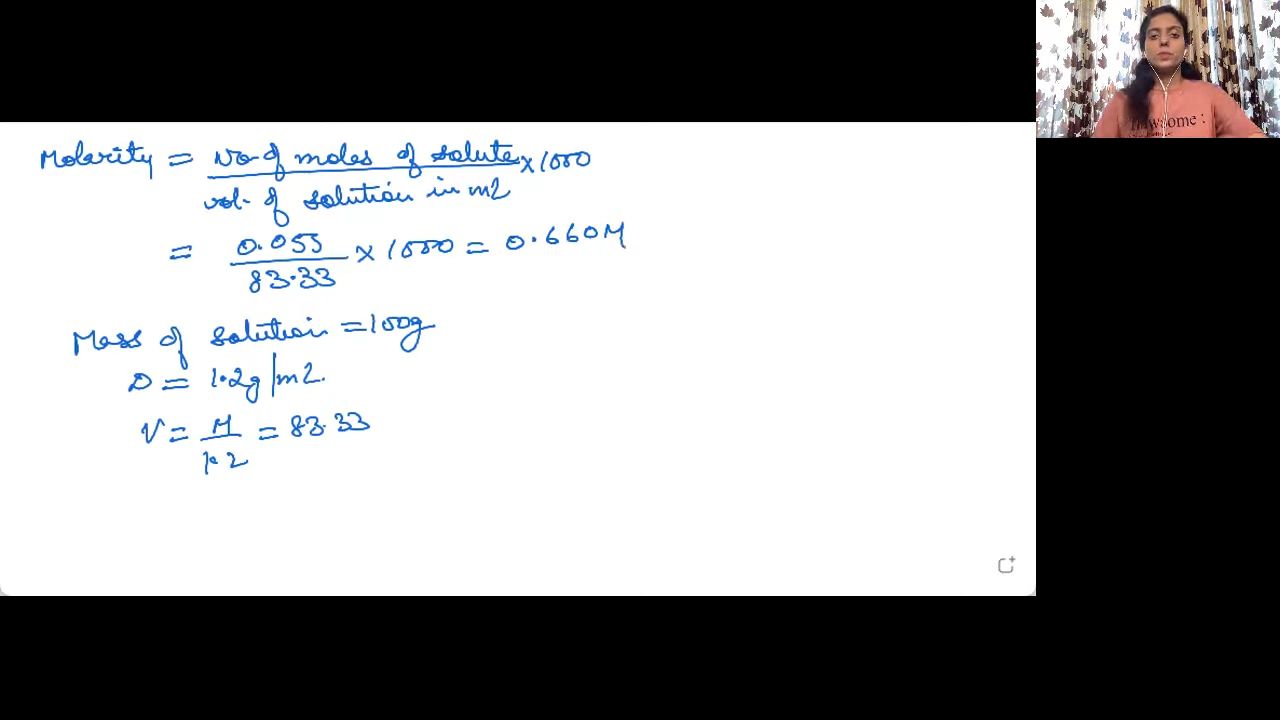 Molarity = No of moles of solute × 1000
vol. of solution in ml
= 0.055 × 1000 = 0.660M
83.33
Mass of solution = 100g
D = 1.2g/ml.
V = M = 83.33
1.2
awsome :